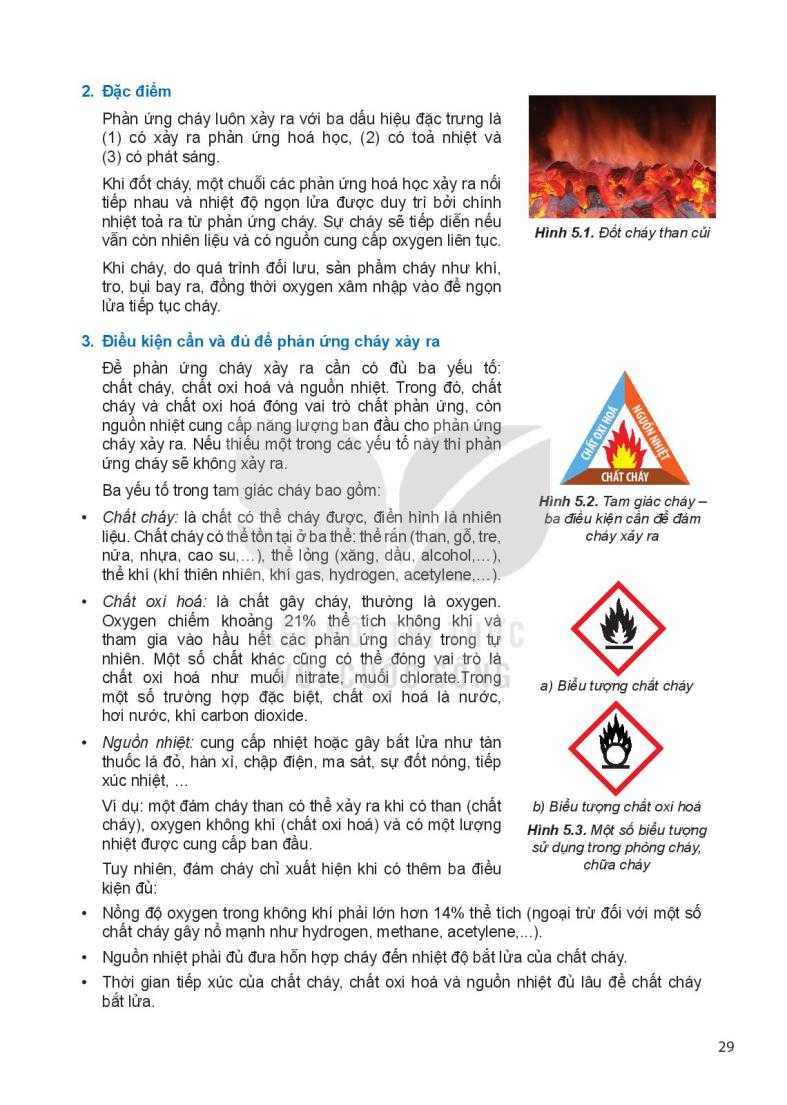 2. Đặc điểm
Phản ứng cháy luôn xảy ra với ba dấu hiệu đặc trưng là
(1) có xảy ra phản ứng hoá học, (2) có toả nhiệt và
(3) có phát sáng.
Khi đốt cháy, một chuỗi các phản ứng hoá học xảy ra nối
tiếp nhau và nhiệt độ ngọn lửa được duy trì bởi chính
nhiệt toả ra từ phản ứng cháy. Sự cháy sẽ tiếp diễn nếu
vẫn còn nhiên liệu và có nguồn cung cấp oxygen liên tục.
Khi cháy, do quá trình đối lưu, sản phẩm cháy như khí,
tro, bụi bay ra, đồng thời oxygen xâm nhập vào để ngọn
lửa tiếp tục cháy.
Hình 5.1. Đốt cháy than củi
3. Điều kiện cần và đủ để phản ứng cháy xảy ra
Để phản ứng cháy xảy ra cần có đủ ba yếu tố:
chất cháy, chất oxi hoá và nguồn nhiệt. Trong đó, chất
cháy và chất oxi hoá đóng vai trò chất phản ứng, còn
nguồn nhiệt cung cấp năng lượng ban đầu cho phản ứng
cháy xảy ra. Nếu thiếu một trong các yếu tố này thì phản
ứng cháy sẽ không xảy ra.
Ba yếu tố trong tam giác cháy bao gồm:
• Chất cháy: là chất có thể cháy được, điển hình là nhiên
liệu. Chất cháy có thể tồn tại ở ba thể: thể rắn (than, gỗ, tre,
nứa, nhựa, cao su,…), thể lỏng (xăng, dầu, alcohol,…),
thể khí (khí thiên nhiên, khí gas, hydrogen, acetylene,…).
• Chất oxi hoá: là chất gây cháy, thường là oxygen.
Oxygen chiếm khoảng 21% thể tích không khí và
tham gia vào hầu hết các phản ứng cháy trong tự
nhiên. Một số chất khác cũng có thể đóng vai trò là
chất oxi hoá như muối nitrate, muối chlorate.Trong
một số trường hợp đặc biệt, chất oxi hoá là nước,
hơi nước, khí carbon dioxide.
• Nguồn nhiệt: cung cấp nhiệt hoặc gây bắt lửa như tàn
thuốc lá đỏ, hàn xì, chập điện, ma sát, sự đốt nóng, tiếp
xúc nhiệt, ...
Ví dụ: một đám cháy than có thể xảy ra khi có than (chất
cháy), oxygen không khí (chất oxi hoá) và có một lượng
nhiệt được cung cấp ban đầu.
Tuy nhiên, đám cháy chỉ xuất hiện khi có thêm ba điều
kiện đủ:
CHẤT OXI HOÁ
NGUỒN NHIỆT
CHẤT CHÁY
Hình 5.2. Tam giác cháy –
ba điều kiện cần để đám
cháy xảy ra
a) Biểu tượng chất cháy
b) Biểu tượng chất oxi hoá
Hình 5.3. Một số biểu tượng
sử dụng trong phòng cháy,
chữa cháy
• Nồng độ oxygen trong không khí phải lớn hơn 14% thể tích (ngoại trừ đối với một số
chất cháy gây nổ mạnh như hydrogen, methane, acetylene,...).
• Nguồn nhiệt phải đủ đưa hỗn hợp cháy đến nhiệt độ bắt lửa của chất cháy.
• Thời gian tiếp xúc của chất cháy, chất oxi hoá và nguồn nhiệt đủ lâu để chất cháy
bắt lửa.
KẾT NỐI TRI THỨC
VỚI CUỘC SỐNG
29